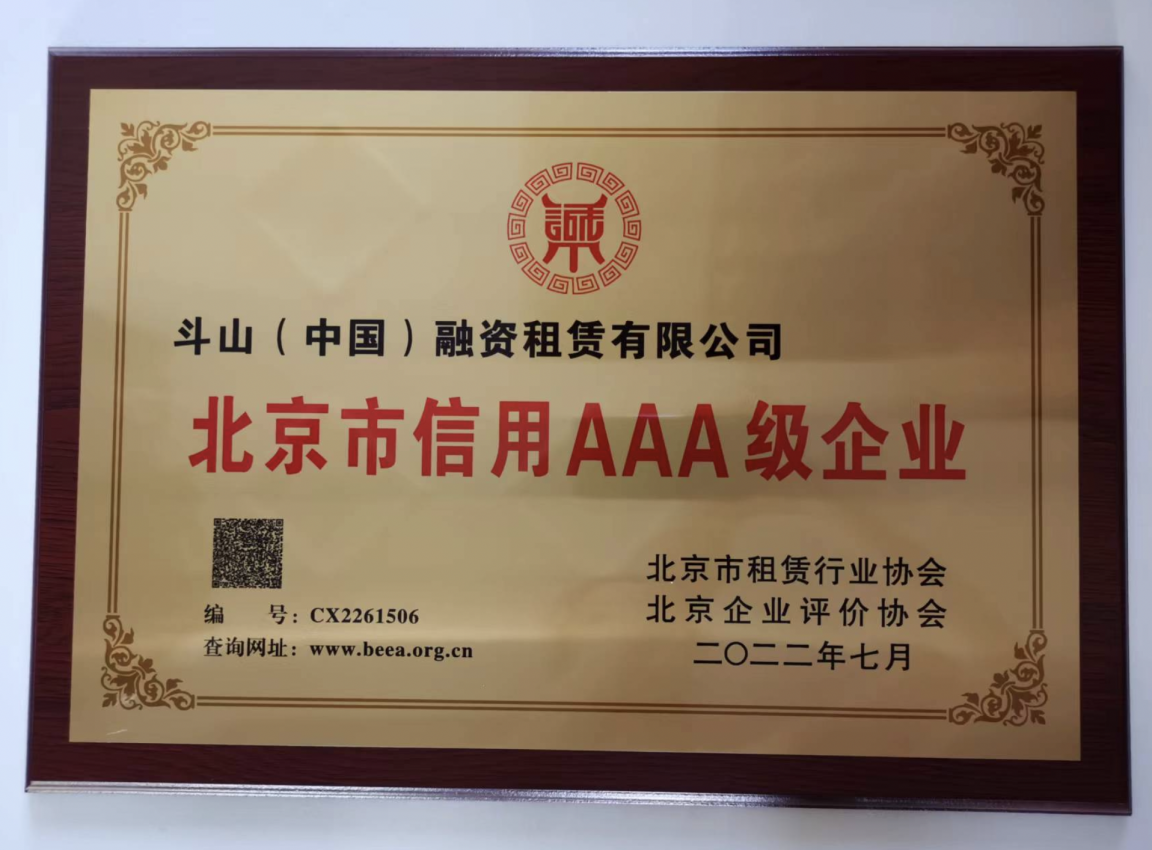 誠
斗山（中国）融资租赁有限公司
北京市信用AAA级企业
编 号：CX2261506
查询网址：www.beea.org.cn
北京市租赁行业协会
北京企业评价协会
二〇二二年七月